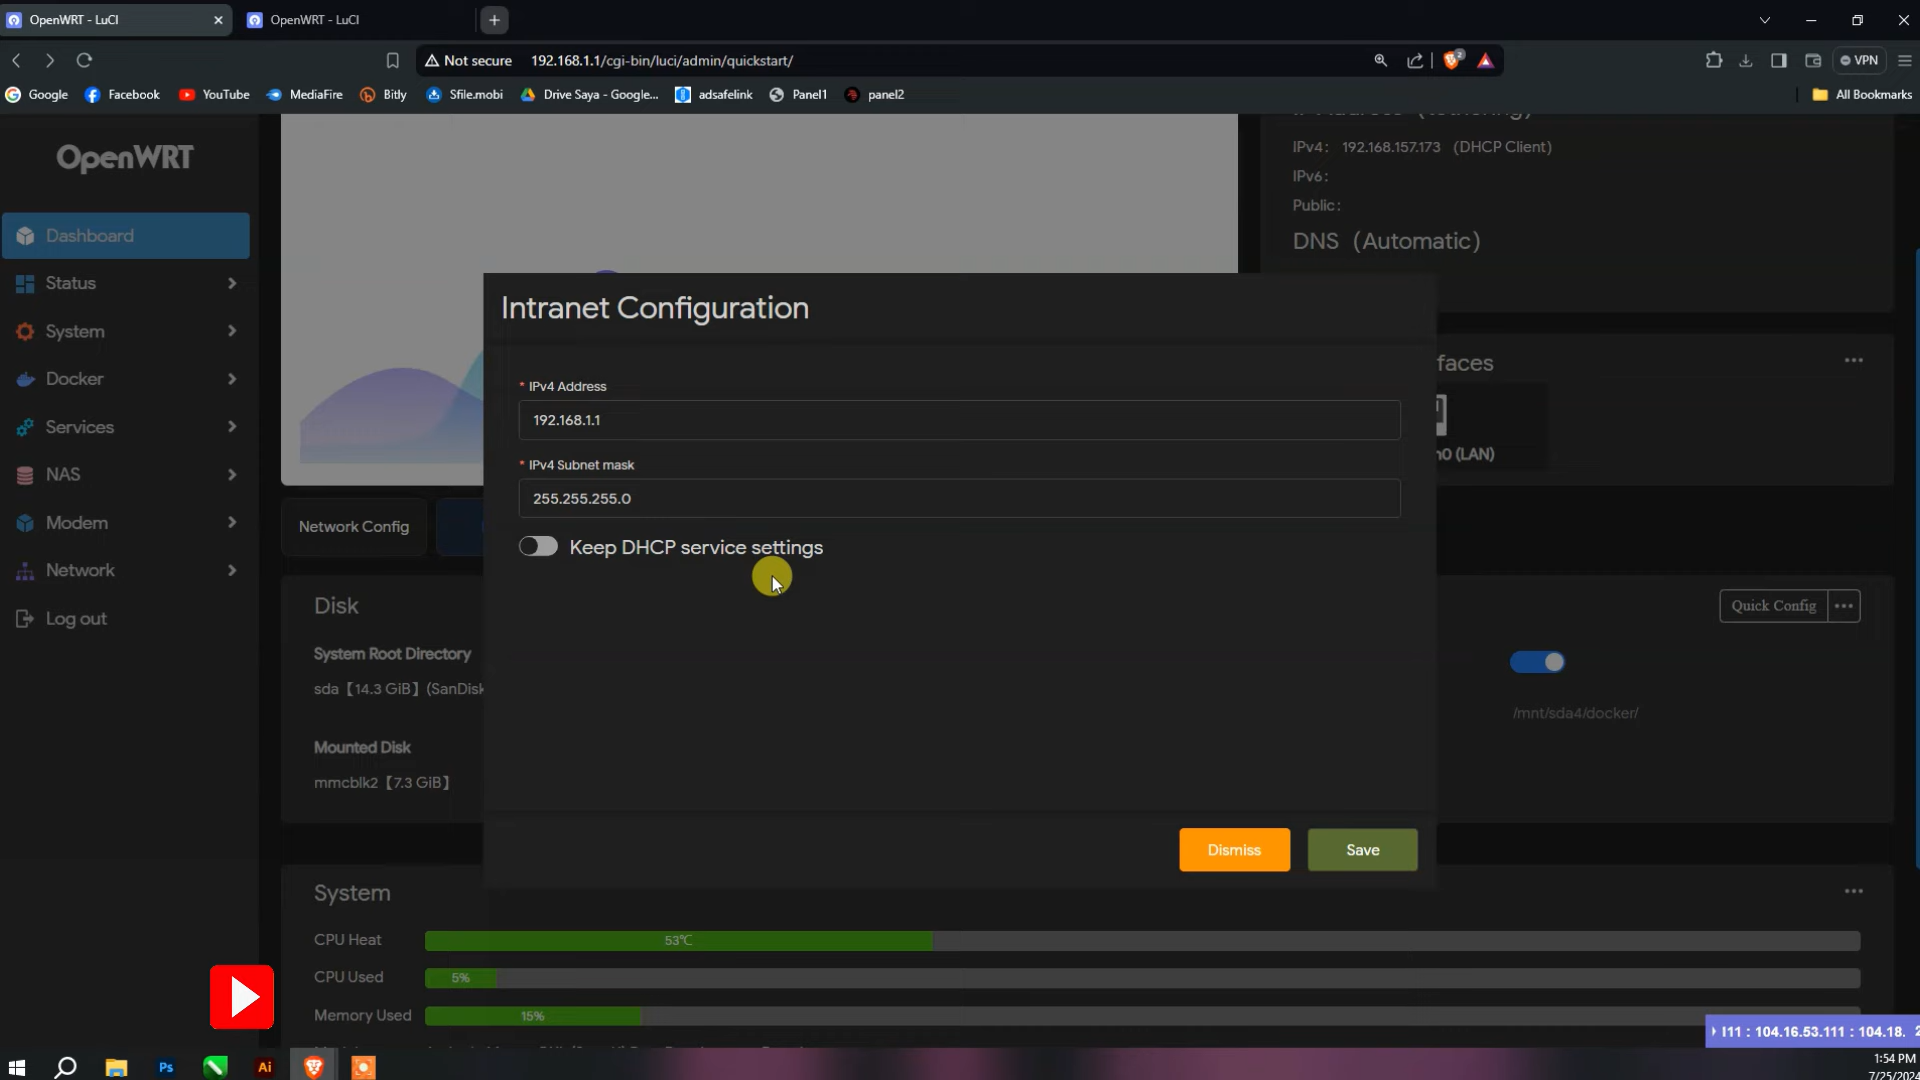 OpenWRT - LuCI
OpenWRT - LuCI
Not secure 192.168.1.1/cgi-bin/luci/admin/quickstart/
2
VPN
Google
Facebook
YouTube
MediaFire
Bitly
Sfile.mobi
Drive Saya - Google...
adsafelink
Panel1
panel2
All Bookmarks
OpenWRT
Dashboard
Status
System
Docker
Services
NAS
Modem
Network
Log out
IPv4: 192.168.157.173 (DHCP Client)
IPv6:
Public:
DNS (Automatic)
Intranet Configuration
* IPv4 Address
192.168.1.1
* IPv4 Subnet mask
255.255.255.0
Keep DHCP service settings
Dismiss
Save
faces
(LAN)
Network Config
Disk
System Root Directory
sda【14.3 GiB】(SanDisk
Mounted Disk
mmcblk2【7.3 GiB】
Quick Config
/mnt/sda4/docker/
System
CPU Heat
53℃
CPU Used
5%
Memory Used
15%
111 : 104.16.53.111 : 104.18.
Ps
Ai
1:54 PM
7/25/2024